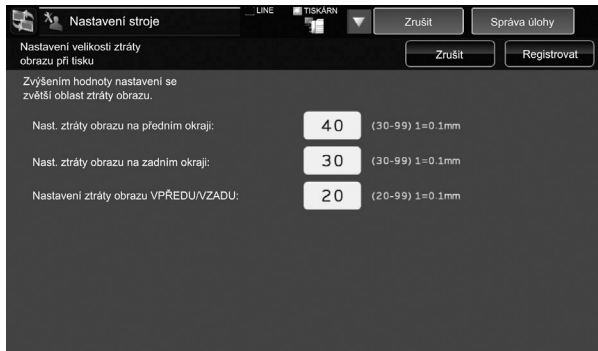 Nastavení stroje
LINE
TISKÁRN
Zrušit
Správa úlohy
Nastavení velikosti ztráty
obrazu při tisku
Zrušit
Registrovat
Zvýšením hodnoty nastavení se
zvětší oblast ztráty obrazu.
Nast. ztráty obrazu na předním okraji: 40 (30-99) 1=0.1mm
Nast. ztráty obrazu na zadním okraji: 30 (30-99) 1=0.1mm
Nastavení ztráty obrazu VPŘEDU/VZADU: 20 (20-99) 1=0.1mm